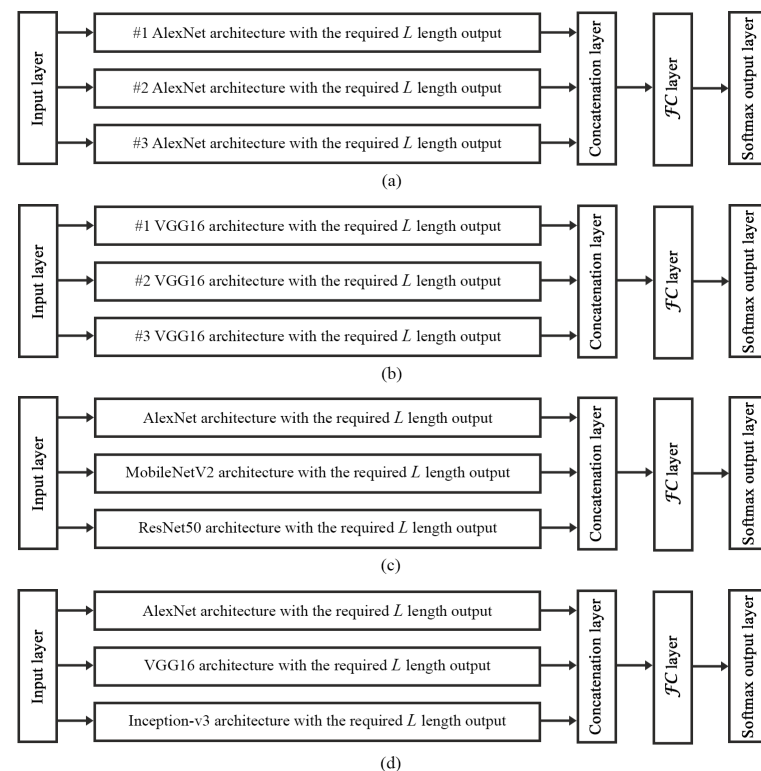 Input layer
#1 AlexNet architecture with the required L length output
#2 AlexNet architecture with the required L length output
#3 AlexNet architecture with the required L length output
Concatenation layer
FC layer
Softmax output layer
(a)
Input layer
#1 VGG16 architecture with the required L length output
#2 VGG16 architecture with the required L length output
#3 VGG16 architecture with the required L length output
Concatenation layer
FC layer
Softmax output layer
(b)
Input layer
AlexNet architecture with the required L length output
MobileNetV2 architecture with the required L length output
ResNet50 architecture with the required L length output
Concatenation layer
FC layer
Softmax output layer
(c)
Input layer
AlexNet architecture with the required L length output
VGG16 architecture with the required L length output
Inception-v3 architecture with the required L length output
Concatenation layer
FC layer
Softmax output layer
(d)